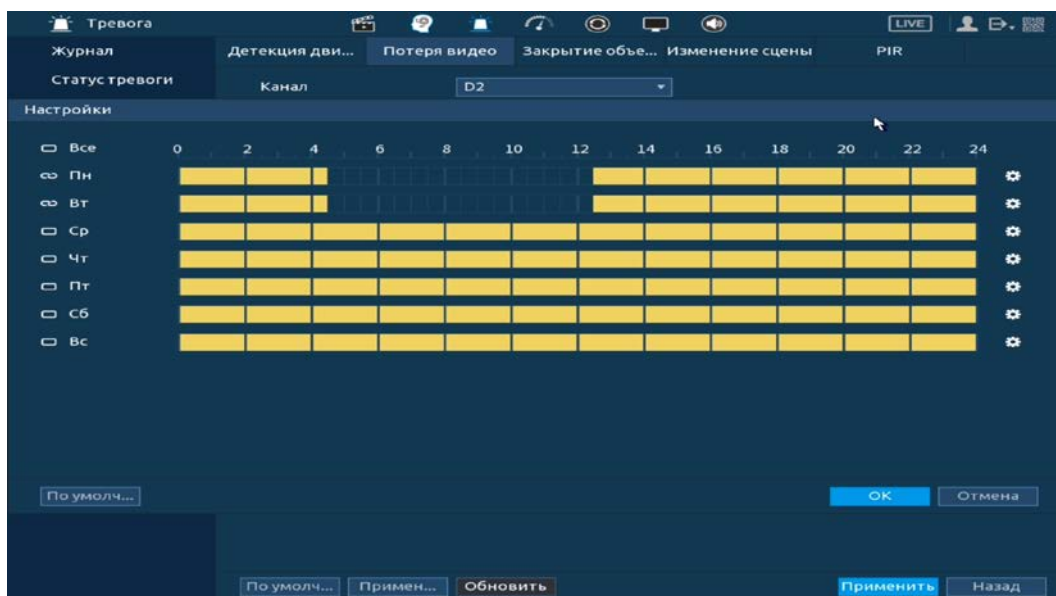 Тревога LIVE
Журнал Детекция дви... Потеря видео Закрытие объе... Изменение сцены PIR
Статус тревоги Канал D2
Настройки
Все 0 2 4 6 8 10 12 14 16 18 20 22 24
Пн
Вт
Ср
Чт
Пт
Сб
Вс
По умолч... OK Отмена
По умолч... Примен... Обновить Применить Назад